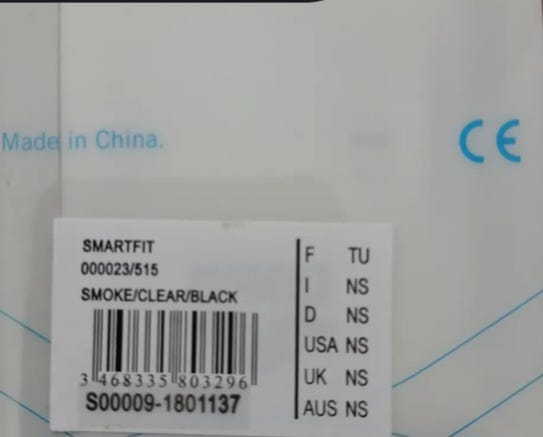 Made in China.
CE
SMARTFIT
000023/515
SMOKE/CLEAR/BLACK
3 468335 803296
S00009-1801137
F TU
I NS
D NS
USA NS
UK NS
AUS NS